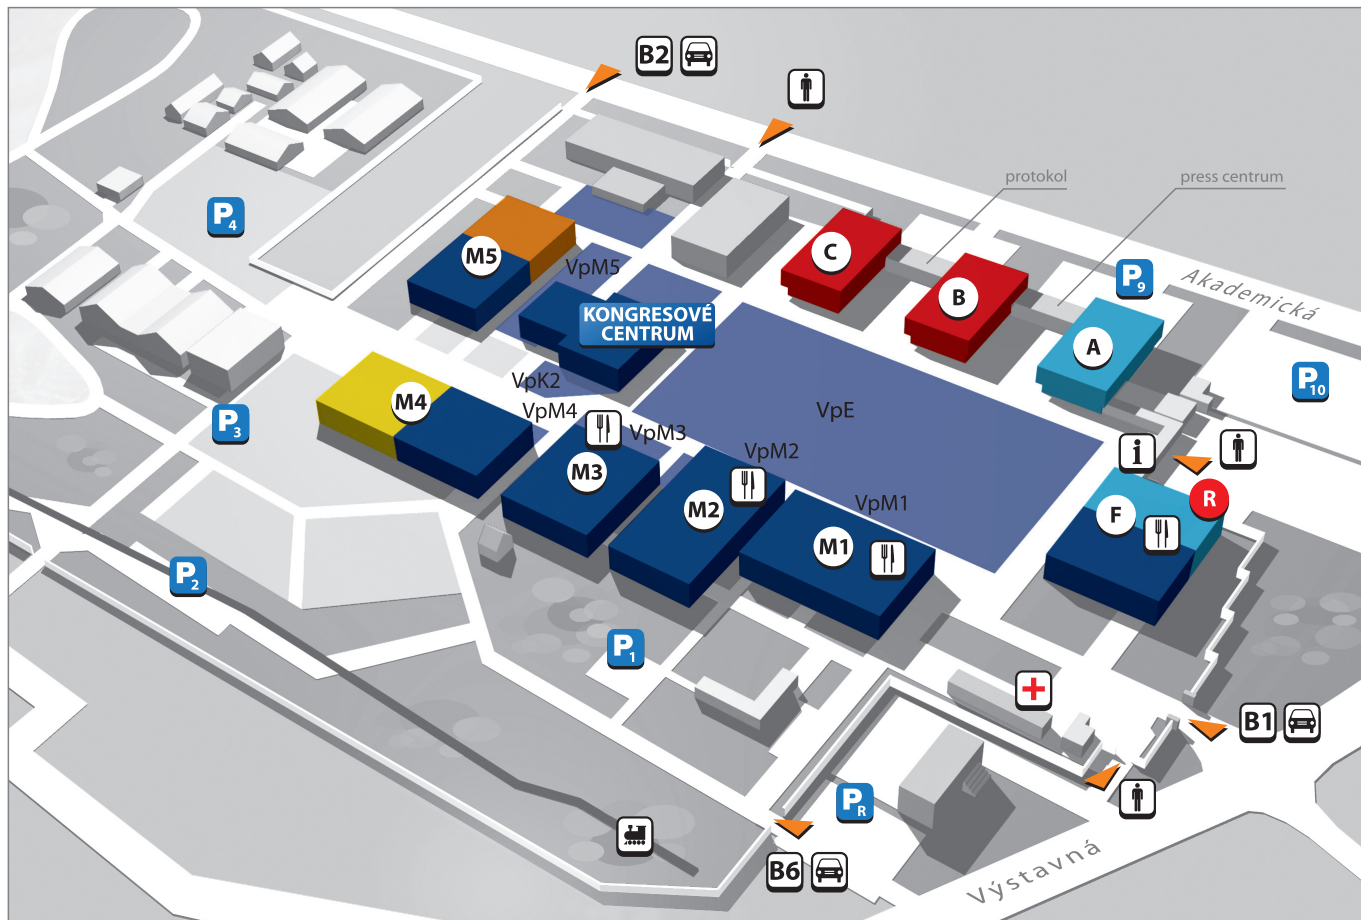 B2
protokol
press centrum
P4
M5
VpM5
C
B
P9
Akademická
KONGRESOVÉ
CENTRUM
A
P10
VpK2
M4
VpM4
VpE
P3
VpM3
VpM2
i
M3
M2
VpM1
R
F
M1
P2
P1
B1
PR
B6
Výstavná